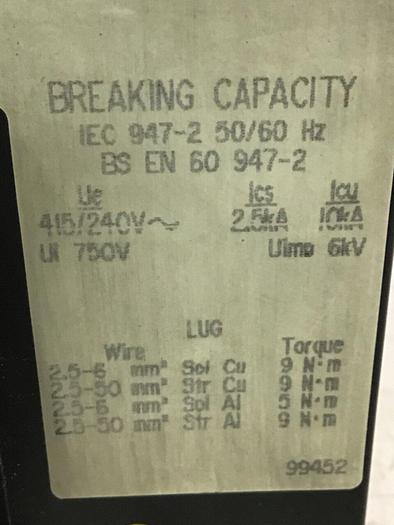 BREAKING CAPACITY
IEC 947-2 50/60 Hz
BS EN 60 947-2
Ue Ics Icu
415/240V~ 2.5kA 10kA
Ui 750V Uimp 6kV
LUG
Wire Torque
2.5-6 mm² Sol Cu 9 N·m
2.5-50 mm² Str Cu 9 N·m
2.5-6 mm² Sol Al 5 N·m
2.5-50 mm² Str Al 9 N·m
99452